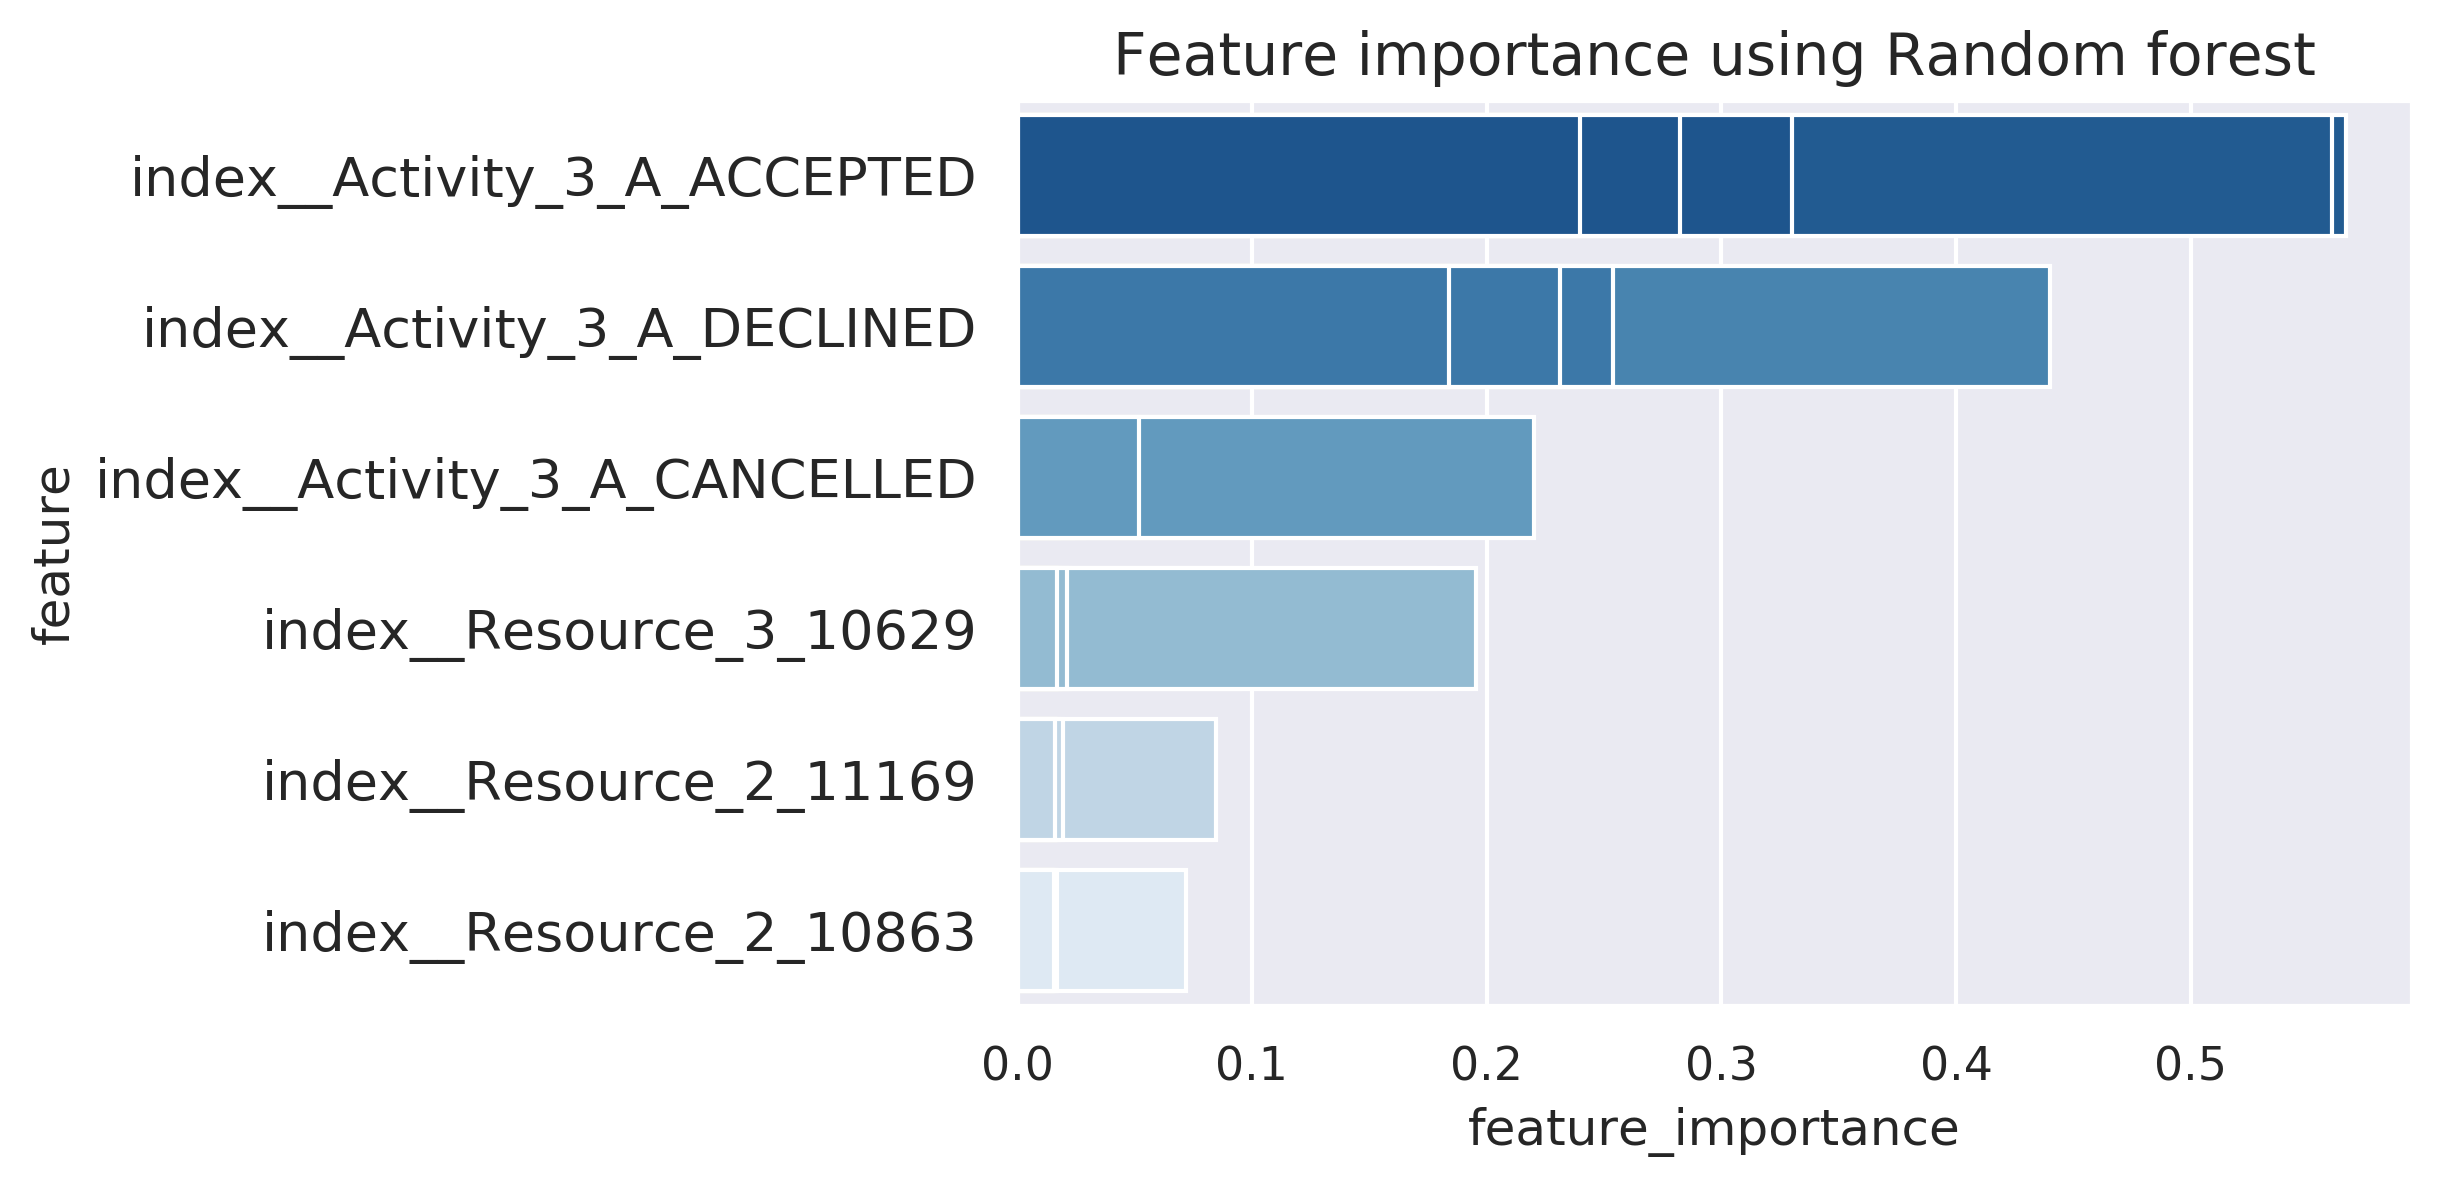 Feature importance using Random forest
feature
index__Activity_3_A_ACCEPTED
index__Activity_3_A_DECLINED
index__Activity_3_A_CANCELLED
index__Resource_3_10629
index__Resource_2_11169
index__Resource_2_10863
0.0 0.1 0.2 0.3 0.4 0.5
feature_importance